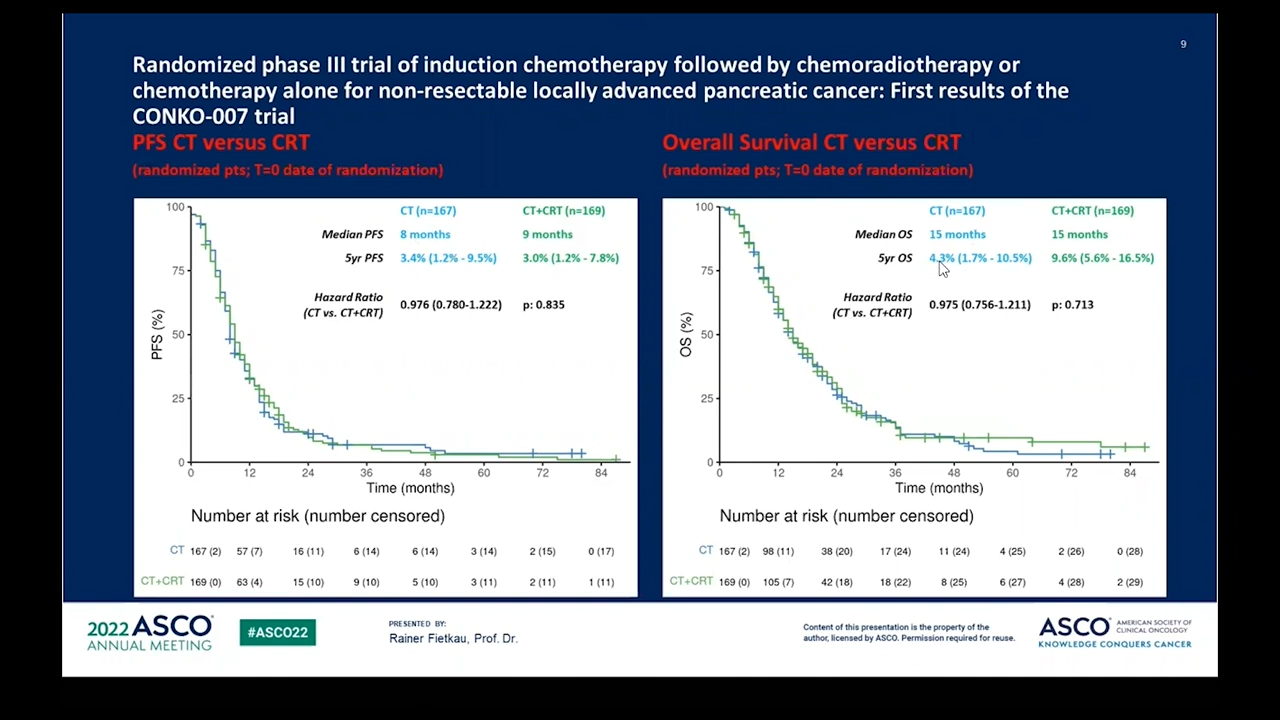 9
Randomized phase III trial of induction chemotherapy followed by chemoradiotherapy or
chemotherapy alone for non-resectable locally advanced pancreatic cancer: First results of the
CONKO-007 trial
PFS CT versus CRT
(randomized pts; T=0 date of randomization)
CT (n=167) CT+CRT (n=169)
Median PFS 8 months 9 months
5yr PFS 3.4% (1.2% - 9.5%) 3.0% (1.2% - 7.8%)
Hazard Ratio
(CT vs. CT+CRT) 0.976 (0.780-1.222) p: 0.835
100
75
50
25
0
PFS (%)
0 12 24 36 48 60 72 84
Time (months)
Number at risk (number censored)
CT 167 (2) 57 (7) 16 (11) 6 (14) 6 (14) 3 (14) 2 (15) 0 (17)
CT+CRT 169 (0) 63 (4) 15 (10) 9 (10) 5 (10) 3 (11) 2 (11) 1 (11)
Overall Survival CT versus CRT
(randomized pts; T=0 date of randomization)
CT (n=167) CT+CRT (n=169)
Median OS 15 months 15 months
5yr OS 4.3% (1.7% - 10.5%) 9.6% (5.6% - 16.5%)
Hazard Ratio
(CT vs. CT+CRT) 0.975 (0.756-1.211) p: 0.713
100
75
50
25
0
OS (%)
0 12 24 36 48 60 72 84
Time (months)
Number at risk (number censored)
CT 167 (2) 98 (11) 38 (20) 17 (24) 11 (24) 4 (25) 2 (26) 0 (28)
CT+CRT 169 (0) 105 (7) 42 (18) 18 (22) 8 (25) 6 (27) 4 (28) 2 (29)
2022 ASCO
ANNUAL MEETING
#ASCO22
PRESENTED BY:
Rainer Fietkau, Prof. Dr.
Content of this presentation is the property of the
author, licensed by ASCO. Permission required for reuse.
ASCO AMERICAN SOCIETY OF
CLINICAL ONCOLOGY
KNOWLEDGE CONQUERS CANCER